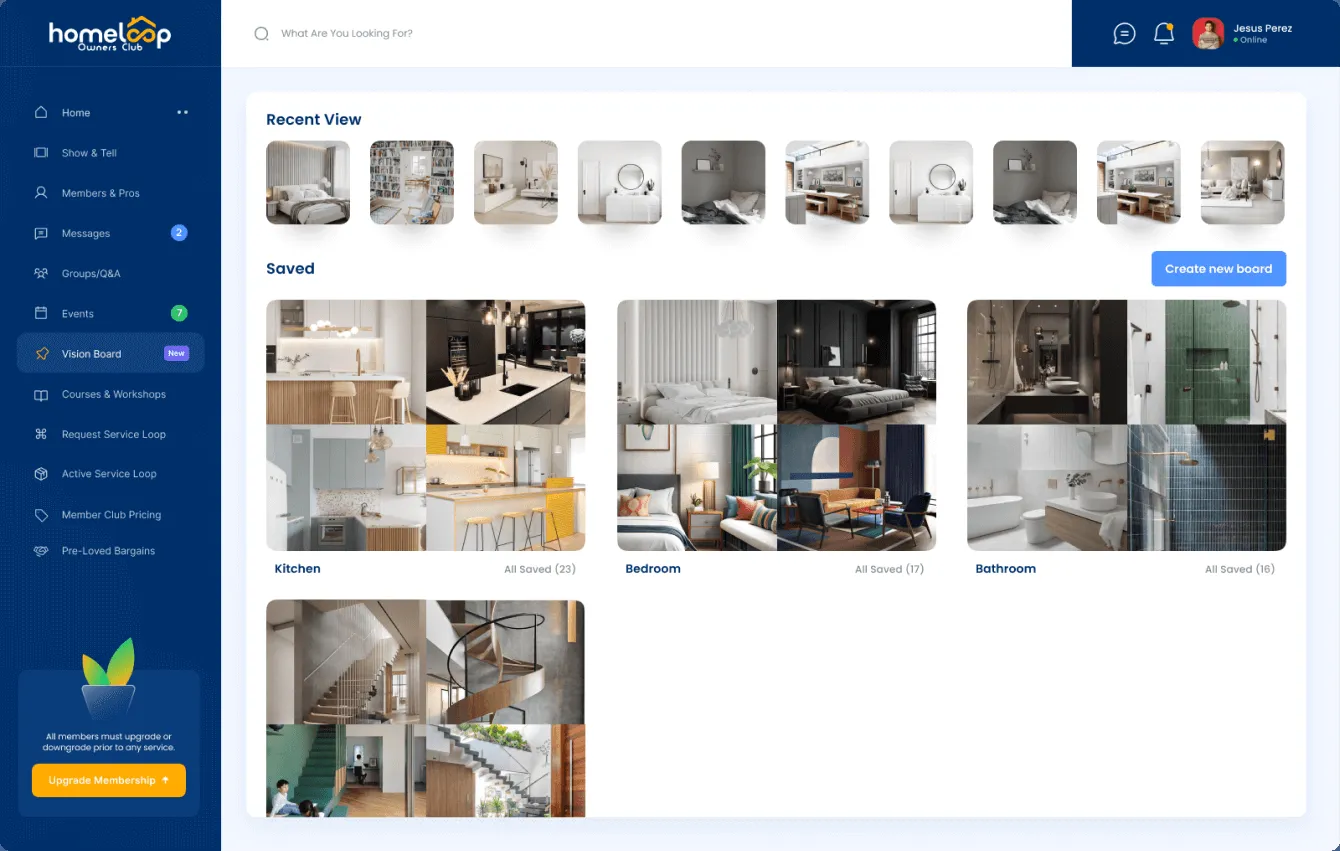 homeloop
Owners Club
What Are You Looking For?
Jesus Perez
Online
Home
Show & Tell
Members & Pros
Messages
2
Groups/Q&A
Events
7
Vision Board
New
Courses & Workshops
Request Service Loop
Active Service Loop
Member Club Pricing
Pre-Loved Bargains
All members must upgrade or
downgrade prior to any service.
Upgrade Membership
Recent View
Saved
Create new board
Kitchen
All Saved (23)
Bedroom
All Saved (17)
Bathroom
All Saved (16)